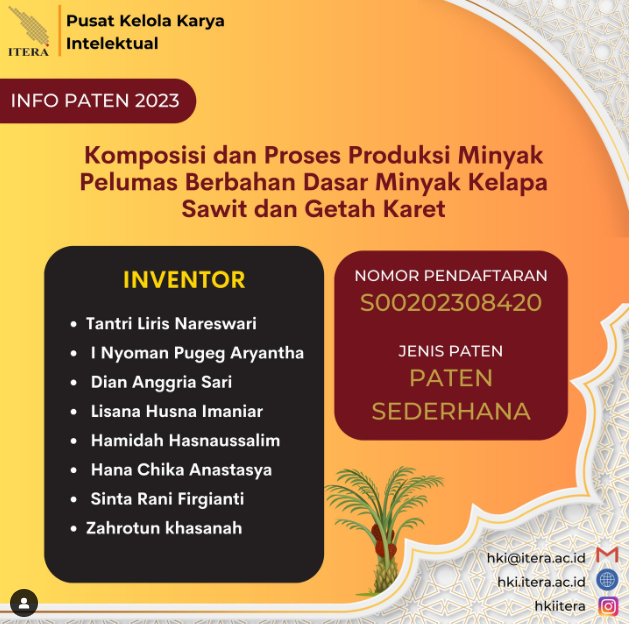 ITERA
Pusat Kelola Karya
Intelektual
INFO PATEN 2023
Komposisi dan Proses Produksi Minyak
Pelumas Berbahan Dasar Minyak Kelapa
Sawit dan Getah Karet
INVENTOR
• Tantri Liris Nareswari
• I Nyoman Pugeg Aryantha
• Dian Anggria Sari
• Lisana Husna Imaniar
• Hamidah Hasnaussalim
• Hana Chika Anastasya
• Sinta Rani Firgianti
• Zahrotun khasanah
NOMOR PENDAFTARAN
S00202308420
JENIS PATEN
PATEN
SEDERHANA
hki@itera.ac.id
hki.itera.ac.id
hkiitera